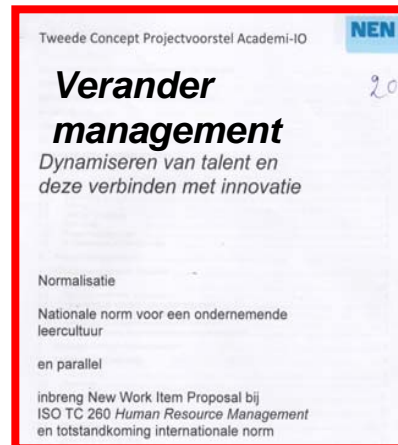 Tweede Concept Projectvoorstel Academi-IO
NEN
20
Verander
management
Dynamiseren van talent en
deze verbinden met innovatie
Normalisatie
Nationale norm voor een ondernemende
leercultuur
en parallel
inbreng New Work Item Proposal bij
ISO TC 260 Human Resource Management
en totstandkoming internationale norm